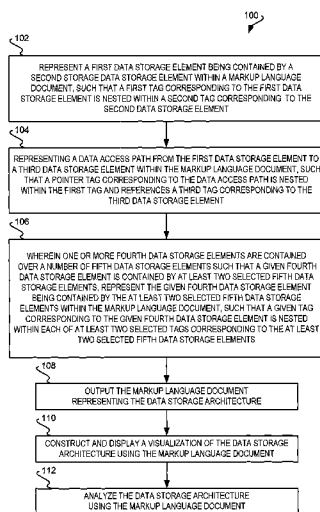 100
102
REPRESENT A FIRST DATA STORAGE ELEMENT BEING CONTAINED BY A
SECOND STORAGE DATA STORAGE ELEMENT WITHIN A MARKUP LANGUAGE
DOCUMENT, SUCH THAT A FIRST TAG CORRESPONDING TO THE FIRST DATA
STORAGE ELEMENT IS NESTED WITHIN A SECOND TAG CORRESPONDING TO THE
SECOND DATA STORAGE ELEMENT
104
REPRESENTING A DATA ACCESS PATH FROM THE FIRST DATA STORAGE ELEMENT TO
A THIRD DATA STORAGE ELEMENT WITHIN THE MARKUP LANGUAGE DOCUMENT, SUCH
THAT A POINTER TAG CORRESPONDING TO THE DATA ACCESS PATH IS NESTED
WITHIN THE FIRST TAG AND REFERENCES A THIRD TAG CORRESPONDING TO THE
THIRD DATA STORAGE ELEMENT
106
WHEREIN ONE OR MORE FOURTH DATA STORAGE ELEMENTS ARE CONTAINED
OVER A NUMBER OF FIFTH DATA STORAGE ELEMENTS SUCH THAT A GIVEN FOURTH
DATA STORAGE ELEMENT IS CONTAINED BY AT LEAST TWO SELECTED FIFTH DATA
STORAGE ELEMENTS, REPRESENT THE GIVEN FOURTH DATA STORAGE ELEMENT
BEING CONTAINED BY THE AT LEAST TWO SELECTED FIFTH DATA STORAGE
ELEMENTS WITHIN THE MARKUP LANGUAGE DOCUMENT, SUCH THAT A GIVEN TAG
CORRESPONDING TO THE GIVEN FOURTH DATA STORAGE ELEMENT IS NESTED
WITHIN EACH OF AT LEAST TWO SELECTED TAGS CORRESPONDING TO THE AT LEAST
TWO SELECTED FIFTH DATA STORAGE ELEMENTS
108
OUTPUT THE MARKUP LANGUAGE DOCUMENT
REPRESENTING THE DATA STORAGE ARCHITECTURE
110
CONSTRUCT AND DISPLAY A VISUALIZATION OF THE DATA STORAGE
ARCHITECTURE USING THE MARKUP LANGUAGE DOCUMENT
112
ANALYZE THE DATA STORAGE ARCHITECTURE
USING THE MARKUP LANGUAGE DOCUMENT